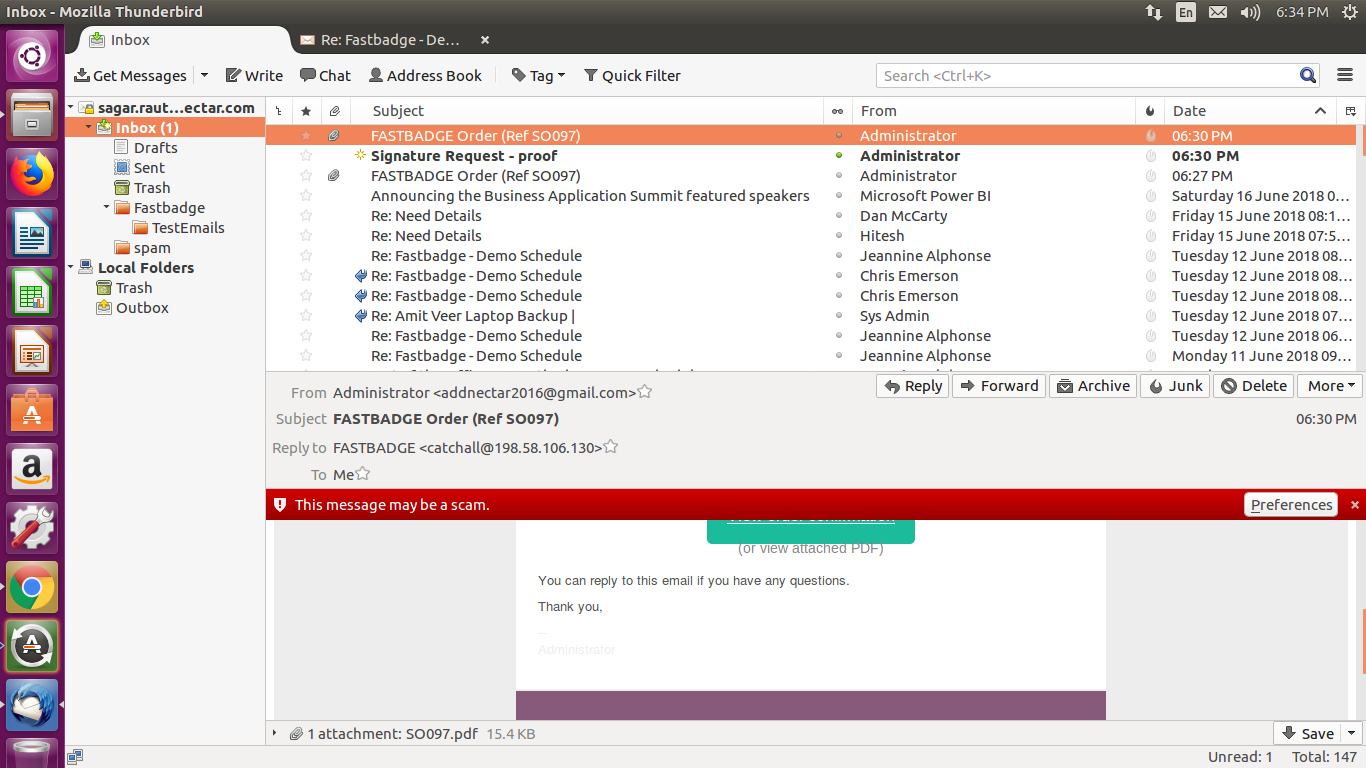 Inbox - Mozilla Thunderbird
En
6:34 PM
Inbox
Re: Fastbadge - De...
Get Messages
Write
Chat
Address Book
Tag
Quick Filter
Search <Ctrl+K>
sagar.raut...ectar.com
Inbox (1)
Drafts
Sent
Trash
Fastbadge
TestEmails
spam
Local Folders
Trash
Outbox
Subject From Date
FASTBADGE Order (Ref SO097) Administrator 06:30 PM
Signature Request - proof Administrator 06:30 PM
FASTBADGE Order (Ref SO097) Administrator 06:27 PM
Announcing the Business Application Summit featured speakers Microsoft Power BI Saturday 16 June 2018 0...
Re: Need Details Dan McCarty Friday 15 June 2018 08:1...
Re: Need Details Hitesh Friday 15 June 2018 07:5...
Re: Fastbadge - Demo Schedule Jeannine Alphonse Tuesday 12 June 2018 08...
Re: Fastbadge - Demo Schedule Chris Emerson Tuesday 12 June 2018 08...
Re: Fastbadge - Demo Schedule Chris Emerson Tuesday 12 June 2018 08...
Re: Amit Veer Laptop Backup | Sys Admin Tuesday 12 June 2018 07...
Re: Fastbadge - Demo Schedule Jeannine Alphonse Tuesday 12 June 2018 06...
Re: Fastbadge - Demo Schedule Jeannine Alphonse Monday 11 June 2018 09...
From Administrator <addnectar2016@gmail.com>
Reply
Forward
Archive
Junk
Delete
More
Subject FASTBADGE Order (Ref SO097) 06:30 PM
Reply to FASTBADGE <catchall@198.58.106.130>
To Me
This message may be a scam.
Preferences
(or view attached PDF)
You can reply to this email if you have any questions.
Thank you,
--
Administrator
1 attachment: SO097.pdf 15.4 KB
Save
Unread: 1 Total: 147